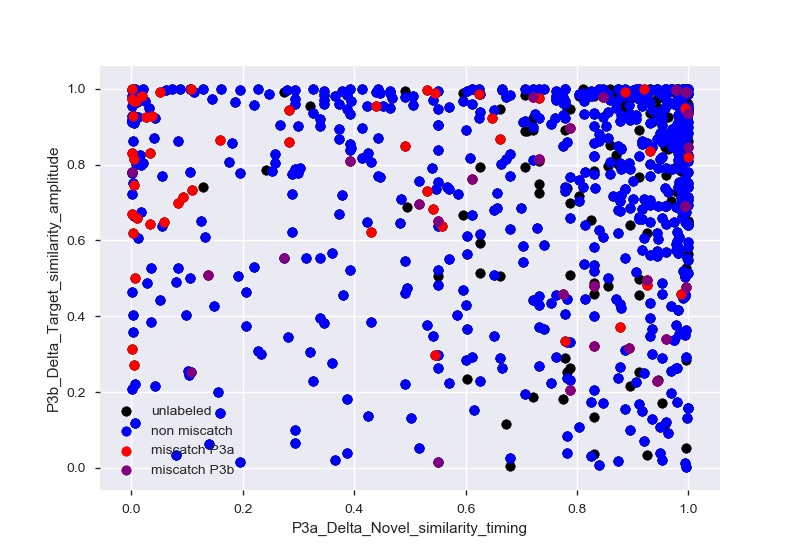 1.0
0.8
0.6
0.4
0.2
0.0
P3b_Delta_Target_similarity_amplitude
unlabeled
non miscatch
miscatch P3a
miscatch P3b
0.0 0.2 0.4 0.6 0.8 1.0
P3a_Delta_Novel_similarity_timing